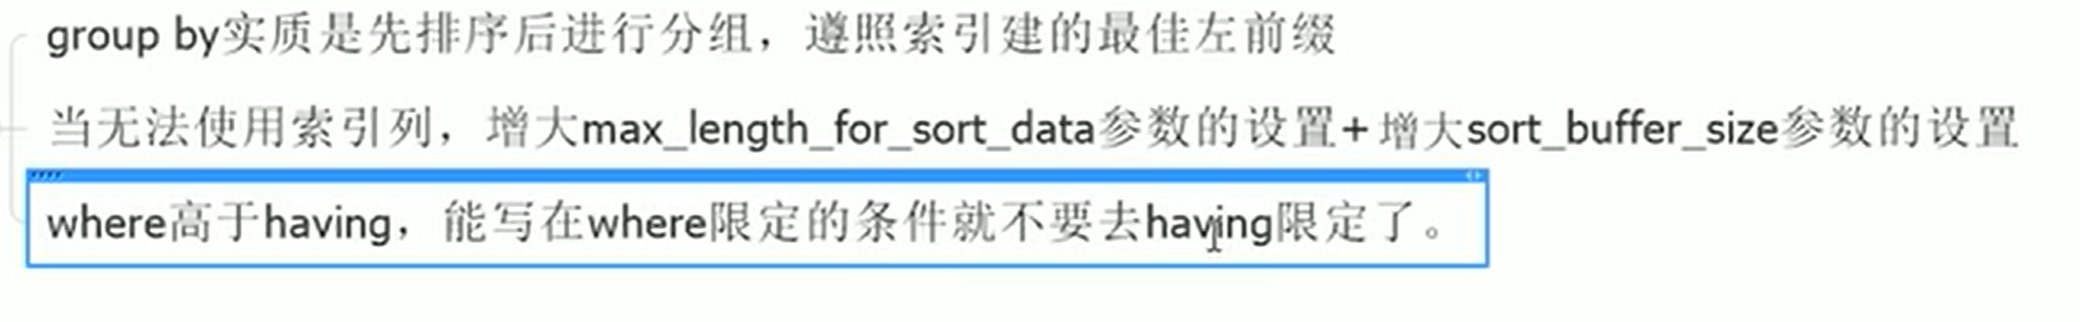 group by实质是先排序后进行分组，遵照索引建的最佳左前缀
当无法使用索引列，增大max_length_for_sort_data参数的设置+增大sort_buffer_size参数的设置
where高于having，能写在where限定的条件就不要去having限定了。